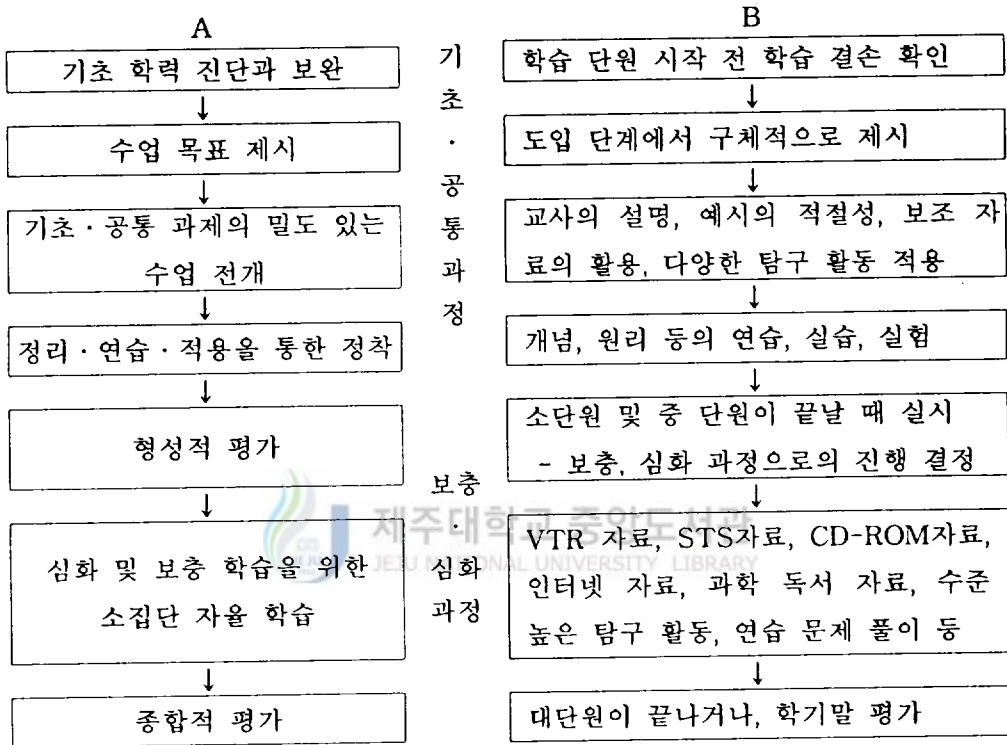 A
기초 학력 진단과 보완
↓
수업 목표 제시
↓
기초 · 공통 과제의 밀도 있는
수업 전개
↓
정리 · 연습 · 적용을 통한 정착
↓
형성적 평가
↓
심화 및 보충 학습을 위한
소집단 자율 학습
↓
종합적 평가
기
초
·
공
통
과
정
보충
·
심화
과정
B
학습 단원 시작 전 학습 결손 확인
↓
도입 단계에서 구체적으로 제시
↓
교사의 설명, 예시의 적절성, 보조 자
료의 활용, 다양한 탐구 활동 적용
↓
개념, 원리 등의 연습, 실습, 실험
↓
소단원 및 중 단원이 끝날 때 실시
- 보충, 심화 과정으로의 진행 결정
↓
VTR 자료, STS자료, CD-ROM자료,
인터넷 자료, 과학 독서 자료, 수준
높은 탐구 활동, 연습 문제 풀이 등
↓
대단원이 끝나거나, 학기말 평가
제주대학교 중앙도서관
JEJU NATIONAL UNIVERSITY LIBRARY